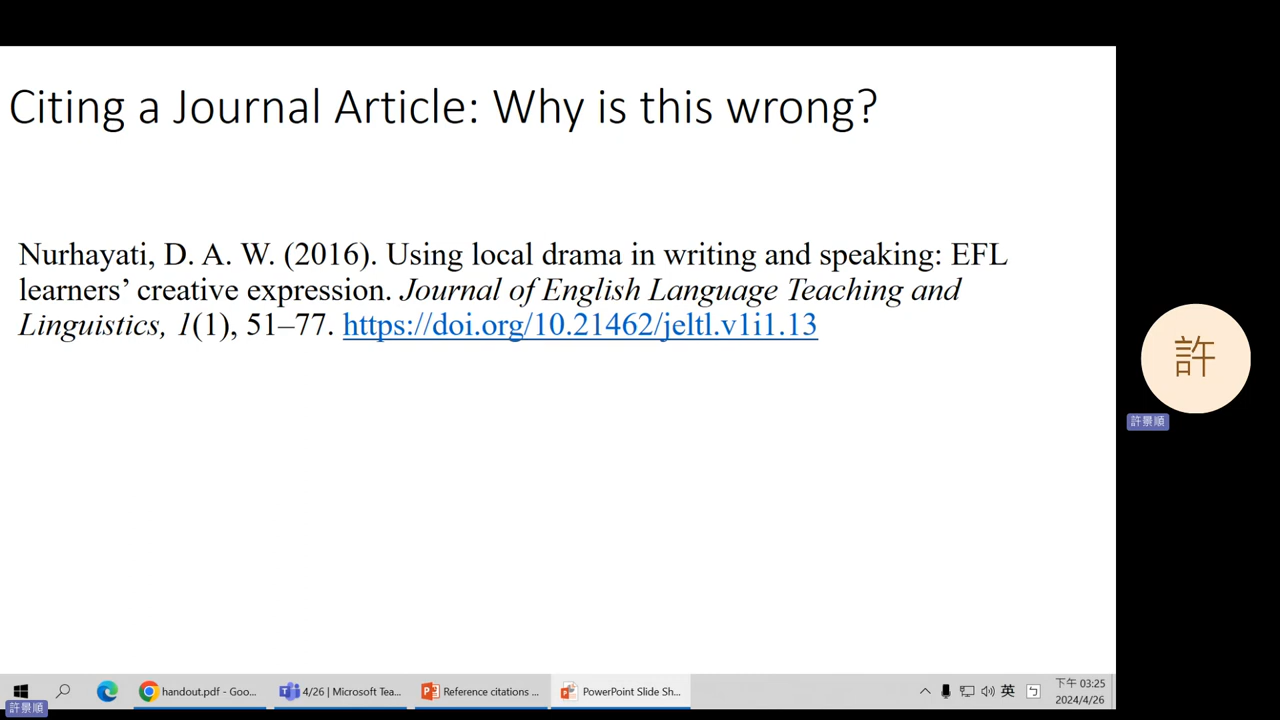 Citing a Journal Article: Why is this wrong?
Nurhayati, D. A. W. (2016). Using local drama in writing and speaking: EFL
learners’ creative expression. Journal of English Language Teaching and
Linguistics, 1(1), 51–77. https://doi.org/10.21462/jeltl.v1i1.13
許
許景順
handout.pdf - Goo...
4/26 | Microsoft Tea...
Reference citations ...
PowerPoint Slide Sh...
英
ㄅ
下午 03:25
2024/4/26
許景順